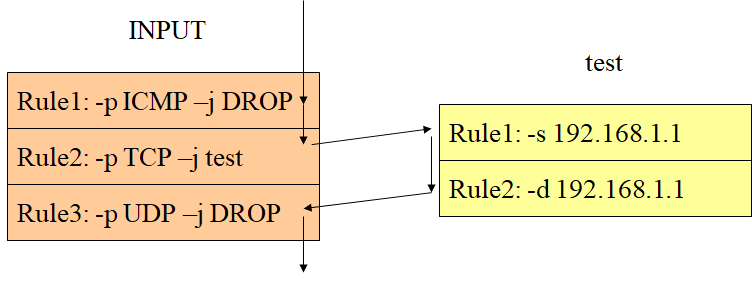 INPUT
Rule1: -p ICMP –j DROP
Rule2: -p TCP –j test
Rule3: -p UDP –j DROP
test
Rule1: -s 192.168.1.1
Rule2: -d 192.168.1.1